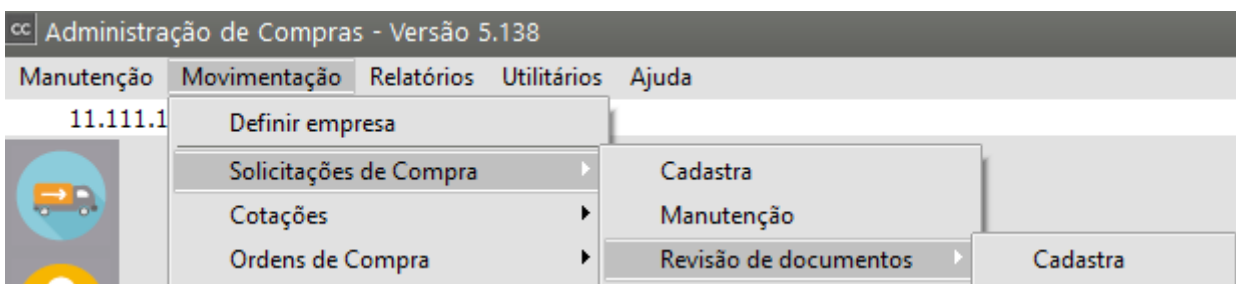 cc Administração de Compras - Versão 5.138
Manutenção Movimentação Relatórios Utilitários Ajuda
11.111.1
Definir empresa
Solicitações de Compra
Cadastra
Cotações
Manutenção
Ordens de Compra
Revisão de documentos
Cadastra